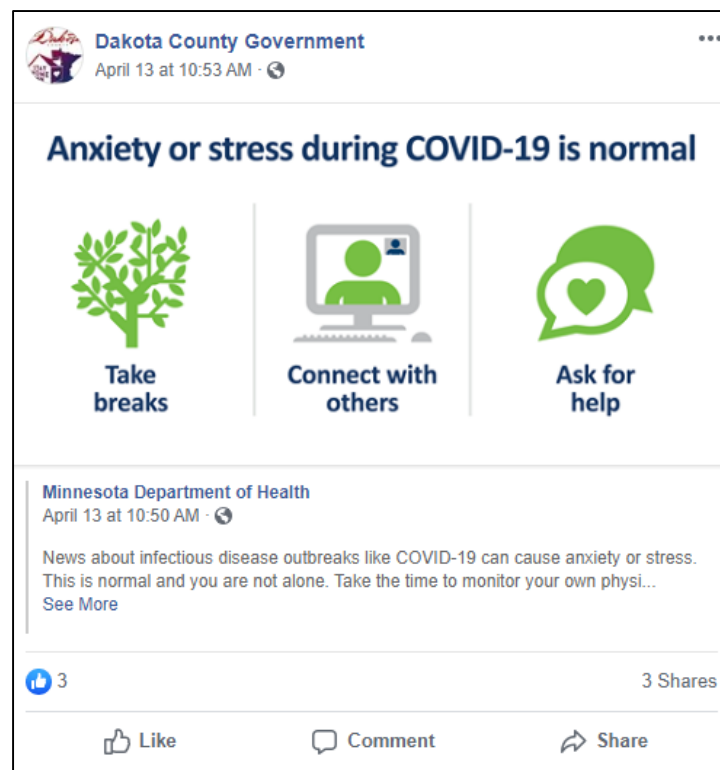 Dakota County Government
April 13 at 10:53 AM ·
Anxiety or stress during COVID-19 is normal
Take
breaks
Connect with
others
Ask for
help
Minnesota Department of Health
April 13 at 10:50 AM ·
News about infectious disease outbreaks like COVID-19 can cause anxiety or stress.
This is normal and you are not alone. Take the time to monitor your own physi...
See More
3
3 Shares
Like
Comment
Share